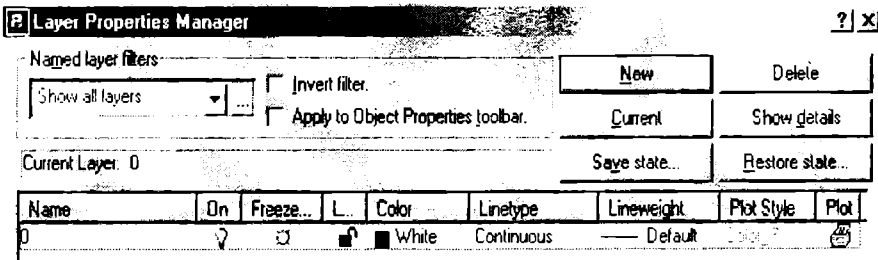 Layer Properties Manager
Named layer filters
Show all layers
...
Invert filter.
Apply to Object Properties toolbar.
New
Delete
Current
Show details
Current Layer: 0
Save state...
Restore state...
Name On Freeze... L... Color Linetype Lineweight Plot Style Plot
0 White Continuous Default